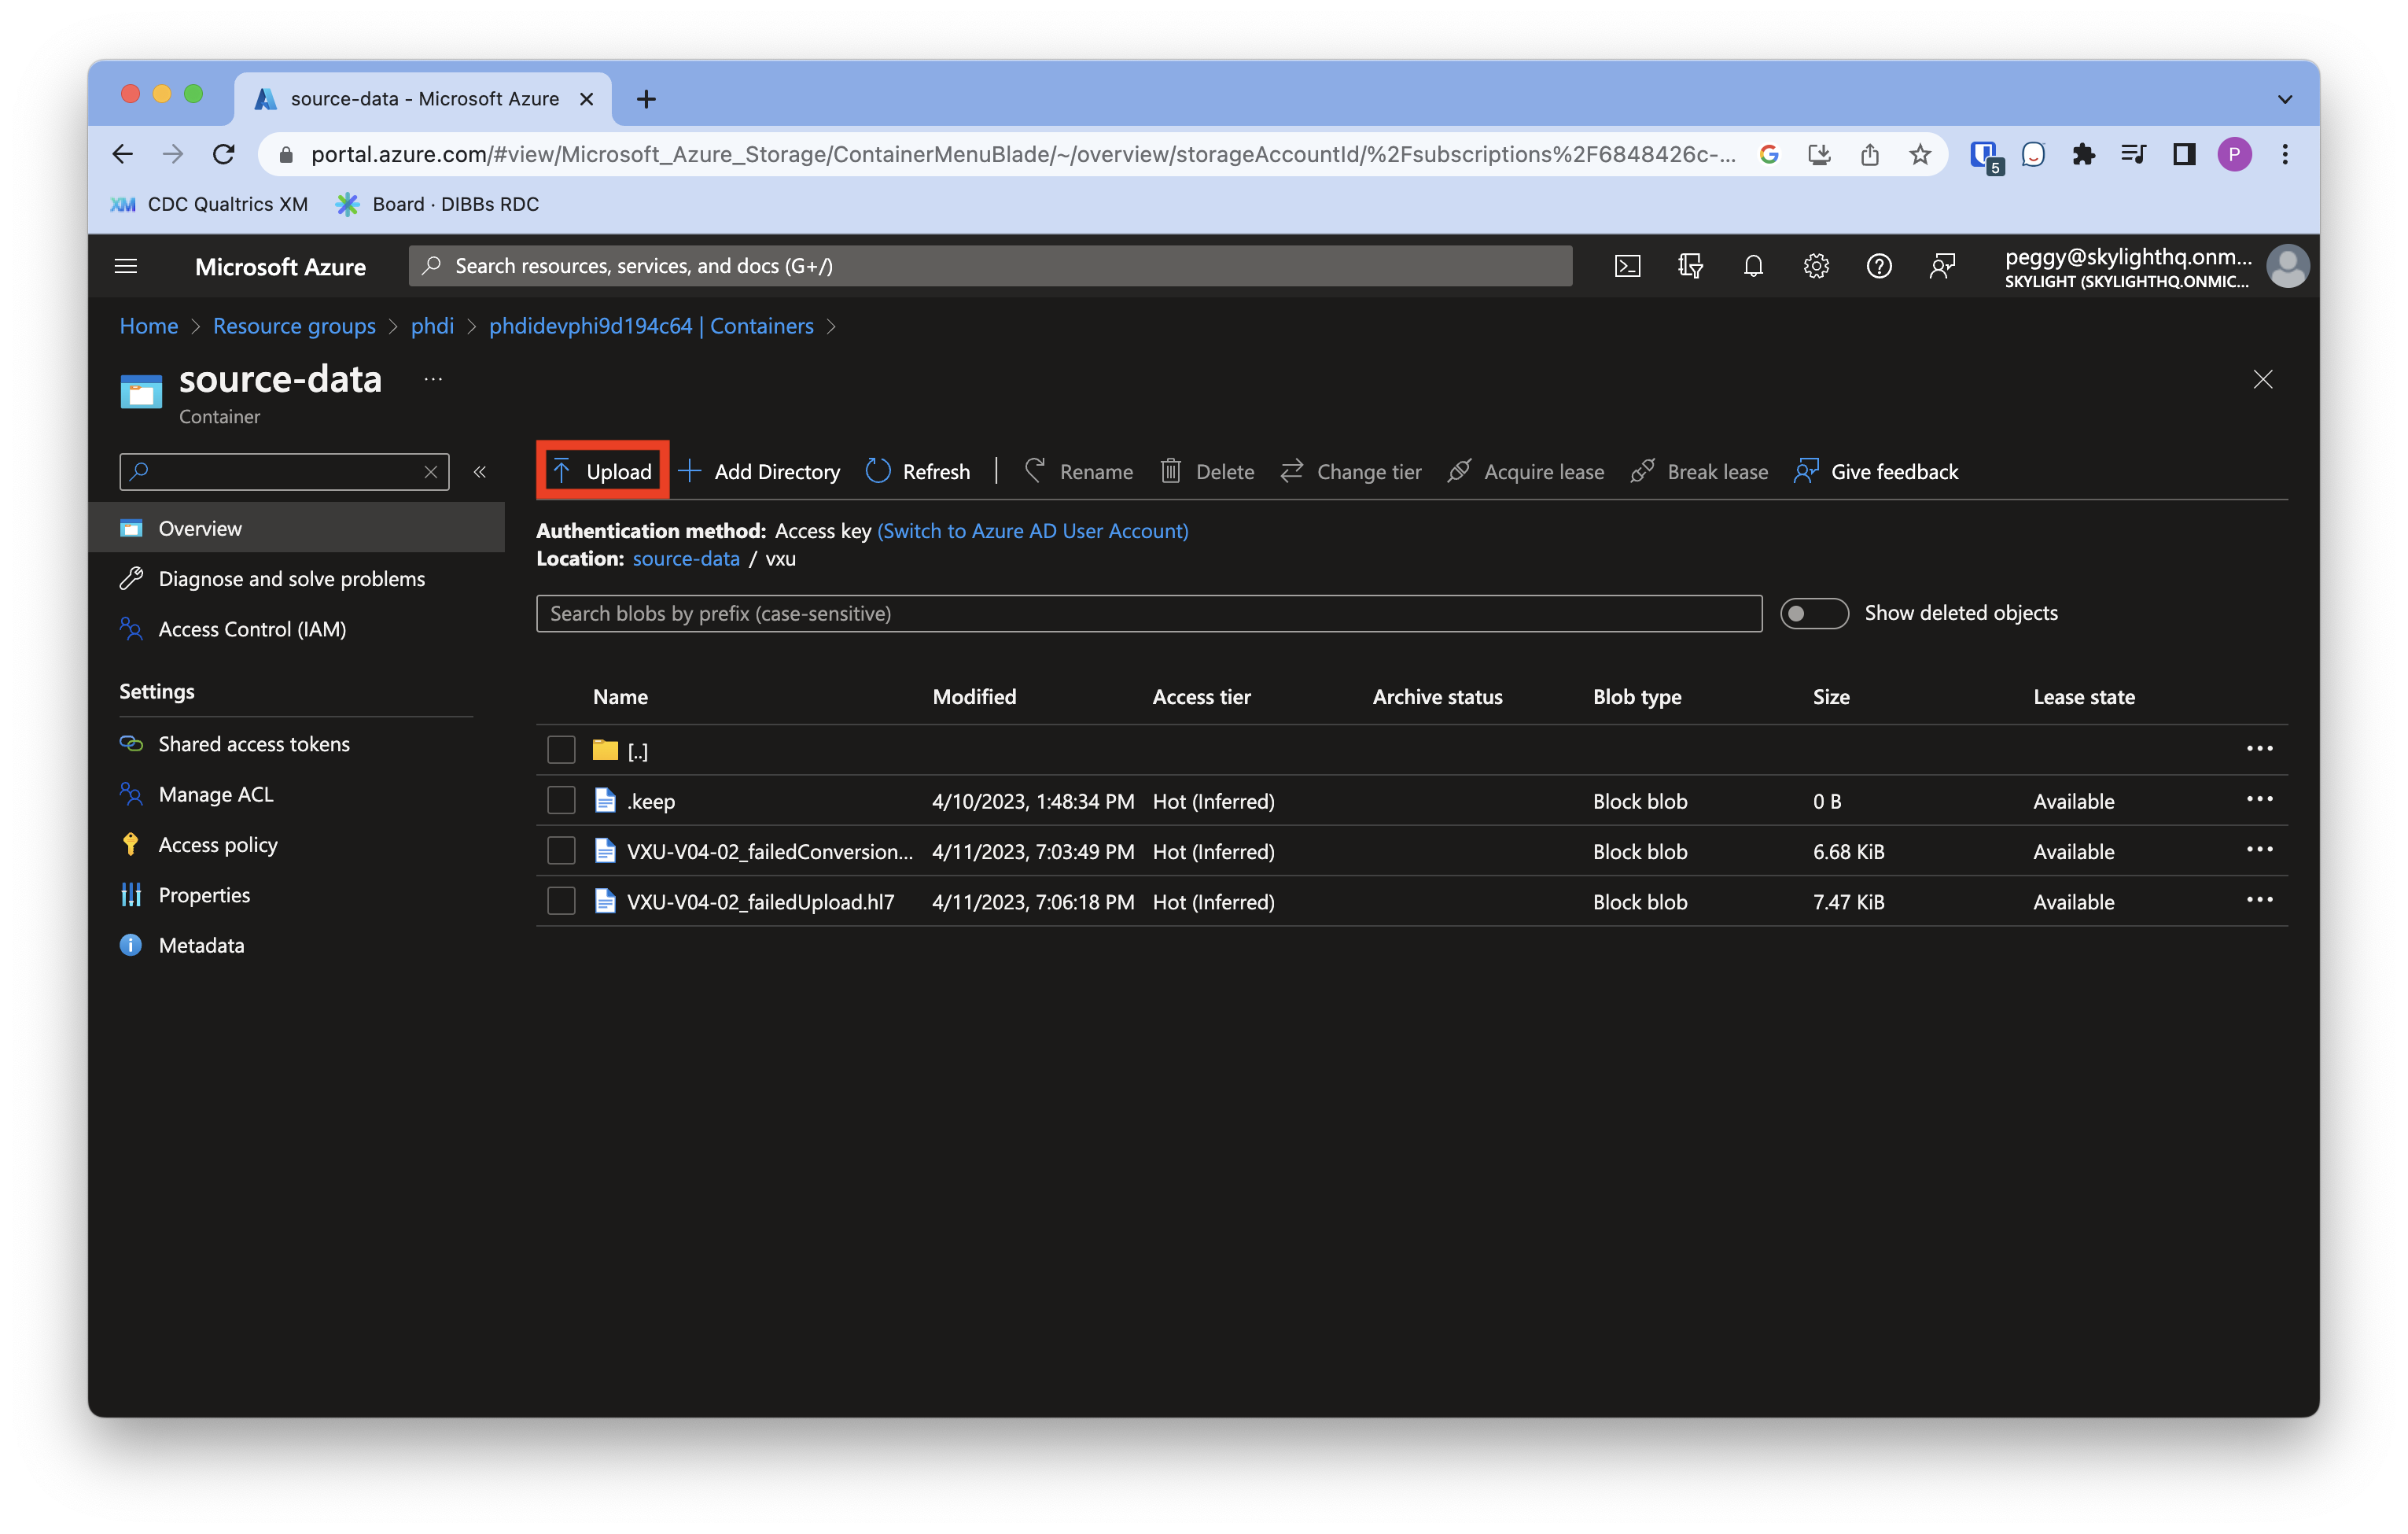 source-data - Microsoft Azure
portal.azure.com/#view/Microsoft_Azure_Storage/ContainerMenuBlade/~/overview/storageAccountId/%2Fsubscriptions%2F6848426c-...
5
P
XM CDC Qualtrics XM Board · DIBBs RDC
Microsoft Azure
Search resources, services, and docs (G+/)
peggy@skylighthq.onm...
SKYLIGHT (SKYLIGHTHQ.ONMIC...
Home > Resource groups > phdi > phdidevphi9d194c64 | Containers >
source-data ...
Container
Upload Add Directory Refresh | Rename Delete Change tier Acquire lease Break lease Give feedback
Authentication method: Access key (Switch to Azure AD User Account)
Location: source-data / vxu
Search blobs by prefix (case-sensitive)
Show deleted objects
Overview
Diagnose and solve problems
Access Control (IAM)
Settings
Shared access tokens
Manage ACL
Access policy
Properties
Metadata
Name Modified Access tier Archive status Blob type Size Lease state
[..]
.keep 4/10/2023, 1:48:34 PM Hot (Inferred) Block blob 0 B Available
VXU-V04-02_failedConversion... 4/11/2023, 7:03:49 PM Hot (Inferred) Block blob 6.68 KiB Available
VXU-V04-02_failedUpload.hl7 4/11/2023, 7:06:18 PM Hot (Inferred) Block blob 7.47 KiB Available